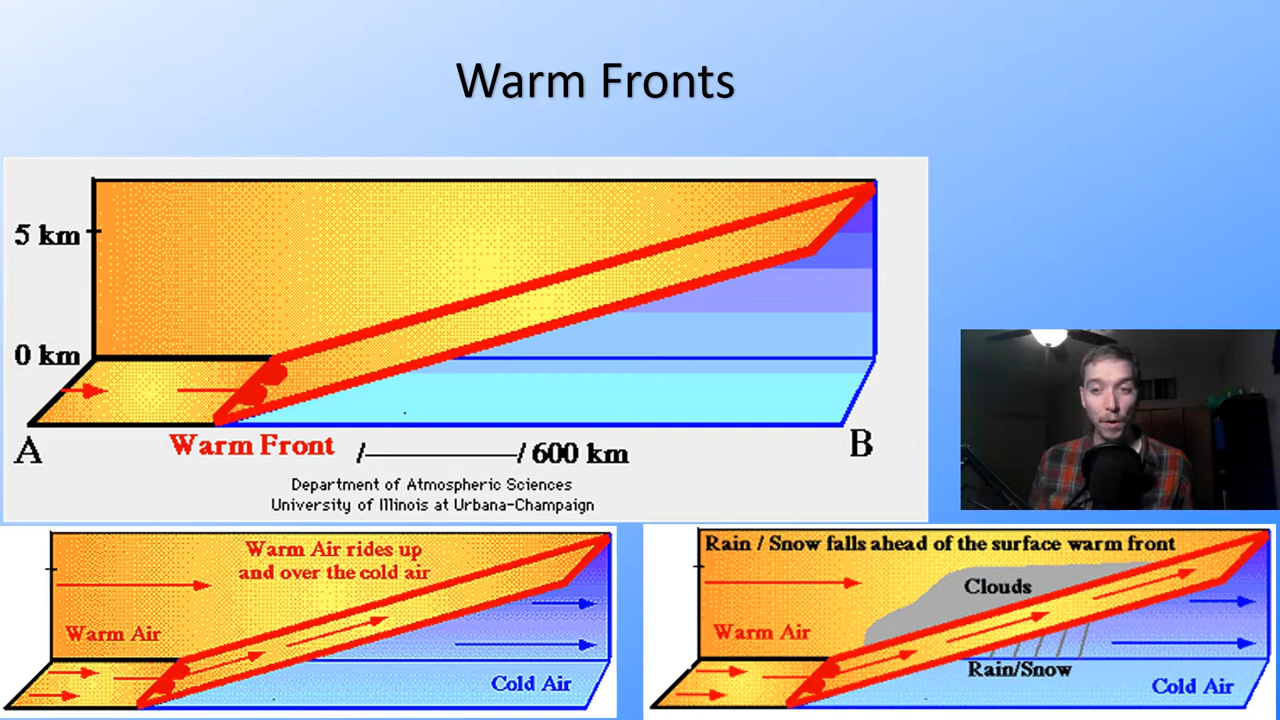 Warm Fronts
5 km
0 km
A
Warm Front
/————/ 600 km
B
Department of Atmospheric Sciences
University of Illinois at Urbana-Champaign
Warm Air rides up
and over the cold air
Warm Air
Cold Air
Rain / Snow falls ahead of the surface warm front
Clouds
Warm Air
Rain/Snow
Cold Air